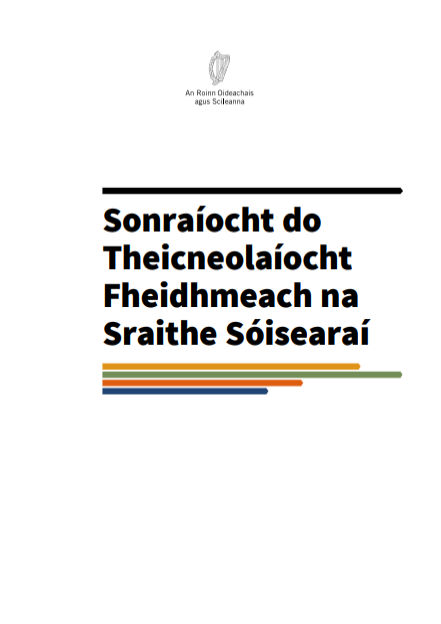 An Roinn Oideachais
agus Scileanna
Sonraíocht do
Theicneolaíocht
Fheidhmeach na
Sraithe Sóisearaí